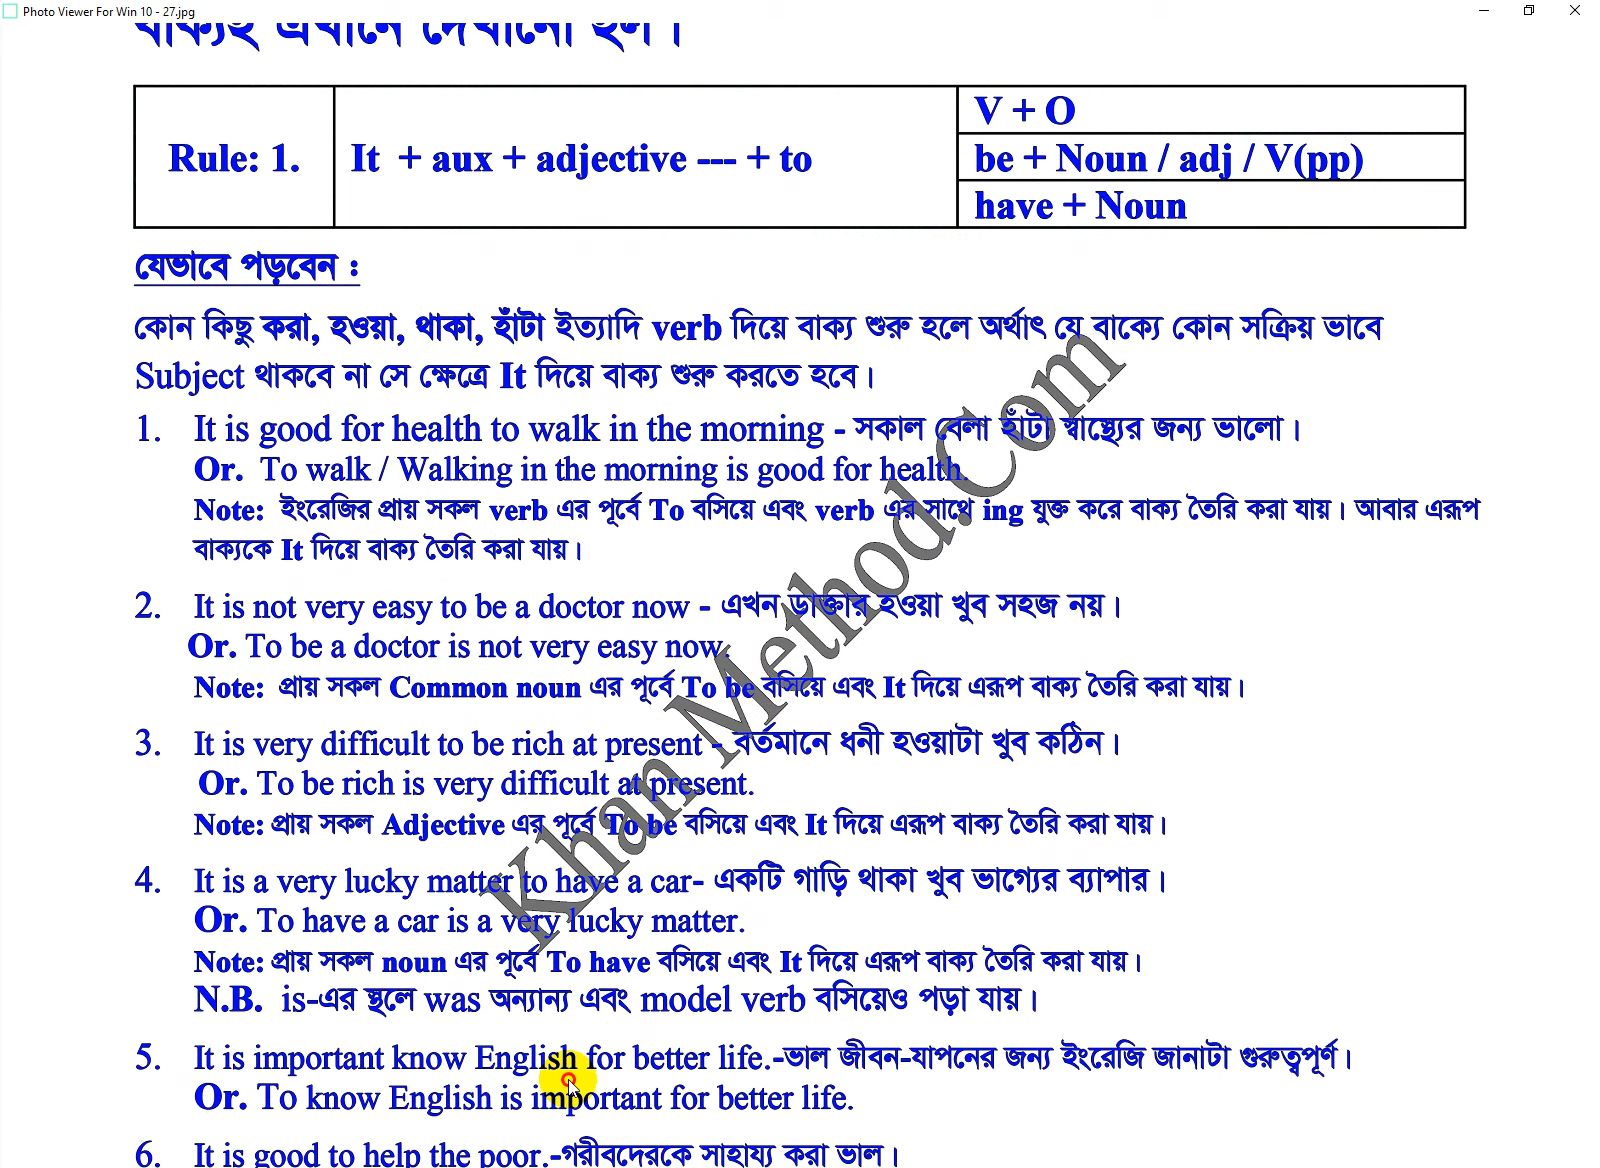 Photo Viewer For Win 10 - 27.jpg
বাক্যই এখানে দেখানো হল।
Rule: 1.
It + aux + adjective --- + to
V + O
be + Noun / adj / V(pp)
have + Noun
যেভাবে পড়বেন :
কোন কিছু করা, হওয়া, থাকা, হাঁটা ইত্যাদি verb দিয়ে বাক্য শুরু হলে অর্থাৎ যে বাক্যে কোন সক্রিয় ভাবে
Subject থাকবে না সে ক্ষেত্রে It দিয়ে বাক্য শুরু করতে হবে।
1. It is good for health to walk in the morning - সকাল বেলা হাঁটা স্বাস্থ্যের জন্য ভালো।
Or. To walk / Walking in the morning is good for health.
Note: ইংরেজির প্রায় সকল verb এর পূর্বে To বসিয়ে এবং verb এর সাথে ing যুক্ত করে বাক্য তৈরি করা যায়। আবার এরূপ
বাক্যকে It দিয়ে বাক্য তৈরি করা যায়।
2. It is not very easy to be a doctor now - এখন ডাক্তার হওয়া খুব সহজ নয়।
Or. To be a doctor is not very easy now.
Note: প্রায় সকল Common noun এর পূর্বে To be বসিয়ে এবং It দিয়ে এরূপ বাক্য তৈরি করা যায়।
3. It is very difficult to be rich at present - বর্তমানে ধনী হওয়াটা খুব কঠিন।
Or. To be rich is very difficult at present.
Note: প্রায় সকল Adjective এর পূর্বে To be বসিয়ে এবং It দিয়ে এরূপ বাক্য তৈরি করা যায়।
4. It is a very lucky matter to have a car- একটি গাড়ি থাকা খুব ভাগ্যের ব্যাপার।
Or. To have a car is a very lucky matter.
Note: প্রায় সকল noun এর পূর্বে To have বসিয়ে এবং It দিয়ে এরূপ বাক্য তৈরি করা যায়।
N.B. is-এর স্থলে was অন্যান্য এবং model verb বসিয়েও পড়া যায়।
5. It is important know English for better life.-ভাল জীবন-যাপনের জন্য ইংরেজি জানাটা গুরুত্বপূর্ণ।
Or. To know English is important for better life.
6. It is good to help the poor.-গরীবদেরকে সাহায্য করা ভাল।
Khan Method.Com